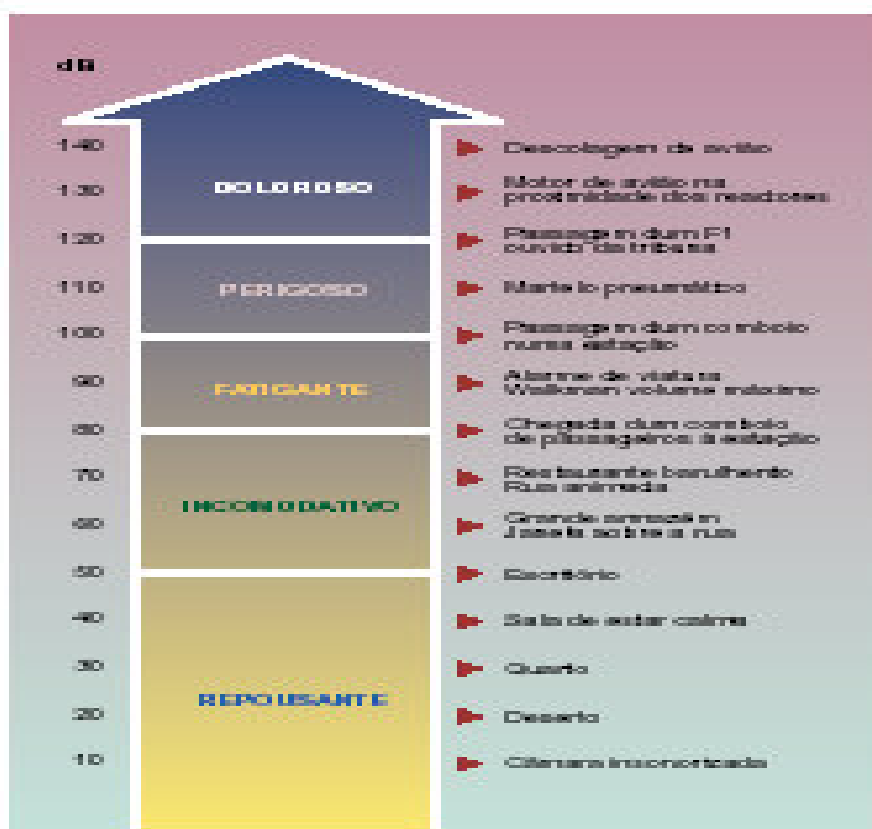 dB
140
DOLOROSO
130
120
PERIGOSO
110
100
FATIGANTE
90
80
INCOMODATIVO
70
60
50
REPOUSANTE
40
30
20
10
Descolagem de avião
Motor de avião na
proximidade dos reactores
Passagem dum F1
ouvido da tribuna
Martelo pneumático
Passagem dum comboio
numa estação
Alarme de viatura
Walkman volume máximo
Chegada dum comboio
de passageiros à estação
Restaurante barulhento
Rua animada
Grande armazém
Janela sobre a rua
Escritório
Sala de estar calma
Quarto
Deserto
Câmara insonorizada